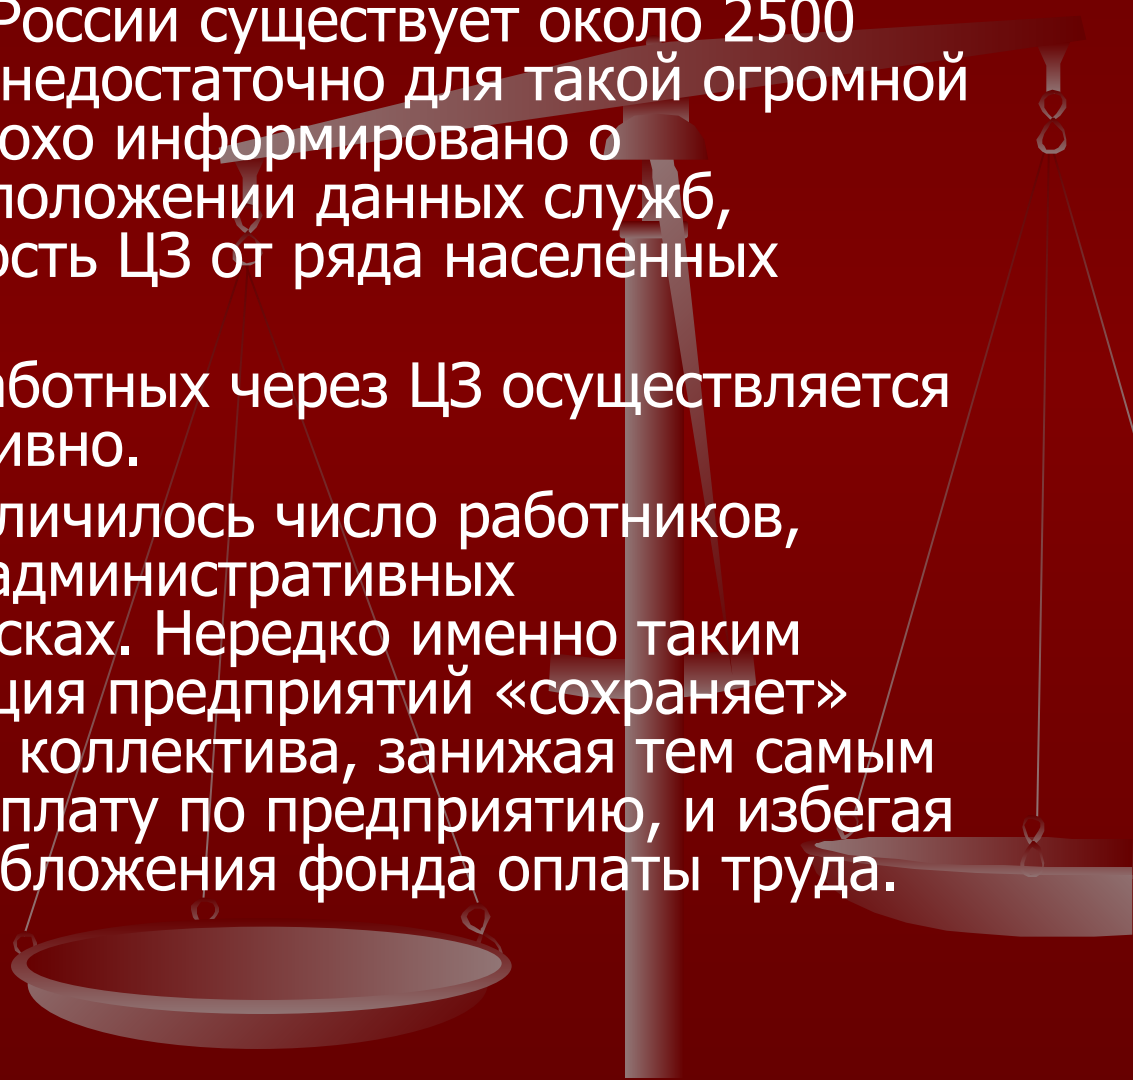 России существует около 2500
недостаточно для такой огромной
охо информировано о
положении данных служб,
ость ЦЗ от ряда населенных
аботных через ЦЗ осуществляется
ивно.
личилось число работников,
административных
сках. Нередко именно таким
ция предприятий «сохраняет»
коллектива, занижая тем самым
плату по предприятию, и избегая
бложения фонда оплаты труда.